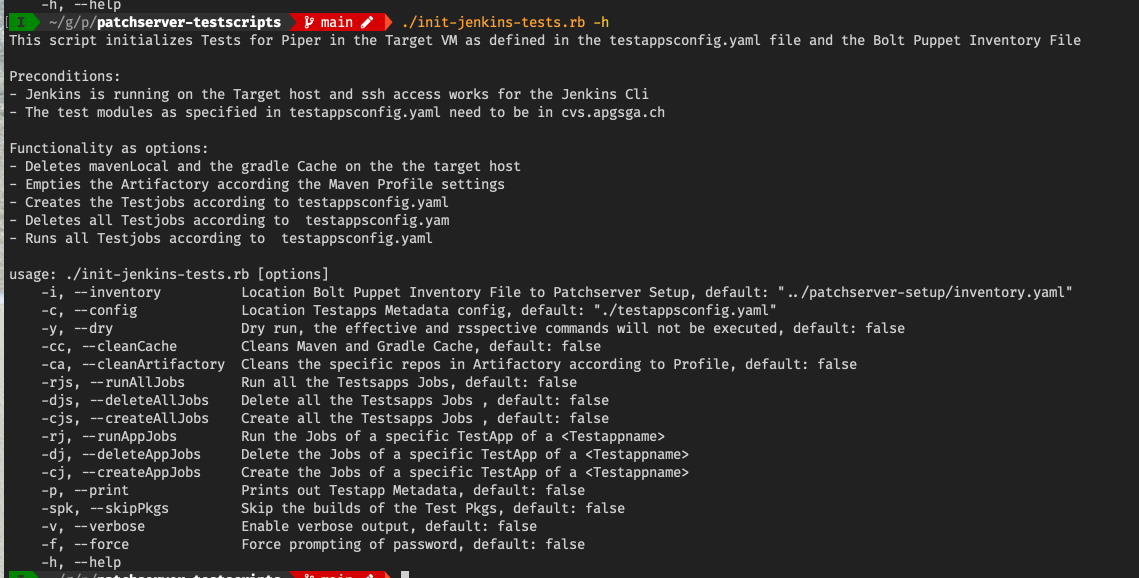 -h, --help
I ~/g/p/patchserver-testscripts main ./init-jenkins-tests.rb -h
This script initializes Tests for Piper in the Target VM as defined in the testappsconfig.yaml file and the Bolt Puppet Inventory File
Preconditions:
- Jenkins is running on the Target host and ssh access works for the Jenkins Cli
- The test modules as specified in testappsconfig.yaml need to be in cvs.apgsga.ch
Functionality as options:
- Deletes mavenLocal and the gradle Cache on the the target host
- Empties the Artifactory according the Maven Profile settings
- Creates the Testjobs according to testappsconfig.yaml
- Deletes all Testjobs according to  testappsconfig.yam
- Runs all Testjobs according to  testappsconfig.yaml
usage: ./init-jenkins-tests.rb [options]
-i, --inventory Location Bolt Puppet Inventory File to Patchserver Setup, default: "../patchserver-setup/inventory.yaml"
-c, --config Location Testapps Metadata config, default: "./testappsconfig.yaml"
-y, --dry Dry run, the effective and rsspective commands will not be executed, default: false
-cc, --cleanCache Cleans Maven and Gradle Cache, default: false
-ca, --cleanArtifactory Cleans the specific repos in Artifactory according to Profile, default: false
-rjs, --runAllJobs Run all the Testsapps Jobs, default: false
-djs, --deleteAllJobs Delete all the Testsapps Jobs , default: false
-cjs, --createAllJobs Create all the Testsapps Jobs , default: false
-rj, --runAppJobs Run the Jobs of a specific TestApp of a <Testappname>
-dj, --deleteAppJobs Delete the Jobs of a specific TestApp of a <Testappname>
-cj, --createAppJobs Create the Jobs of a specific TestApp of a <Testappname>
-p, --print Prints out Testapp Metadata, default: false
-spk, --skipPkgs Skip the builds of the Test Pkgs, default: false
-v, --verbose Enable verbose output, default: false
-f, --force Force prompting of password, default: false
-h, --help
I ~/g/p/patchserver-testscripts main